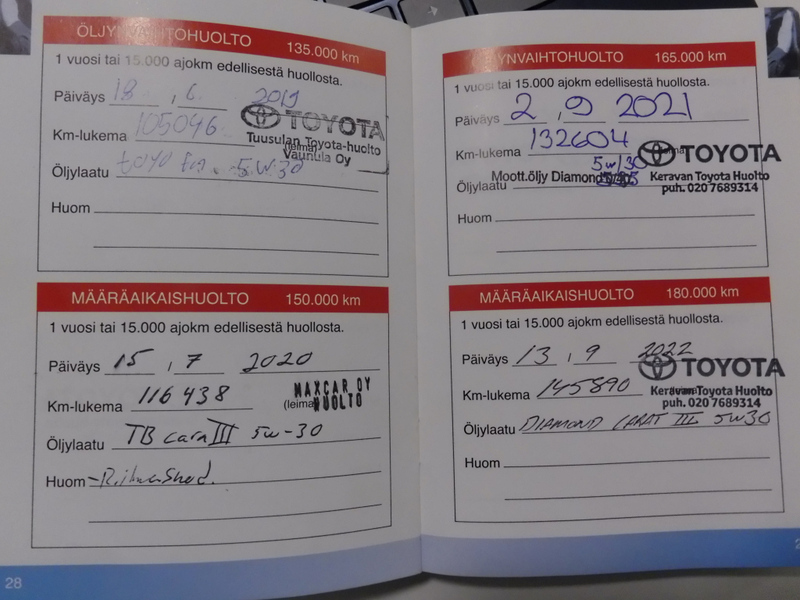 ÖLJYNVAIHTOHUOLTO 135.000 km
1 vuosi tai 15.000 ajokm edellisestä huollosta.
Päiväys 18 , 6 2019
Km-lukema 105096
TOYOTA
Tuusulan Toyota-huolto
(leima)
Vaunula Oy
Öljylaatu 5W30
Huom
MÄÄRÄAIKAISHUOLTO 150.000 km
1 vuosi tai 15.000 ajokm edellisestä huollosta.
Päiväys 15 , 7 2020
Km-lukema 116 438
(leima)
MAXCAR OY
HUOLTO
Öljylaatu TB cara III 5w-30
Huom
28
ÖLJYNVAIHTOHUOLTO 165.000 km
1 vuosi tai 15.000 ajokm edellisestä huollosta.
Päiväys 2 , 9 2021
Km-lukema 132604
TOYOTA
Keravan Toyota Huolto
puh. 020 7689314
5w/30
Öljylaatu Moott.öljy Diamond
Huom
MÄÄRÄAIKAISHUOLTO 180.000 km
1 vuosi tai 15.000 ajokm edellisestä huollosta.
Päiväys 13 , 9 2022
Km-lukema 145890
TOYOTA
Keravan Toyota Huolto
puh. 020 7689314
Öljylaatu DIAMOND CARAT III 5W30
Huom